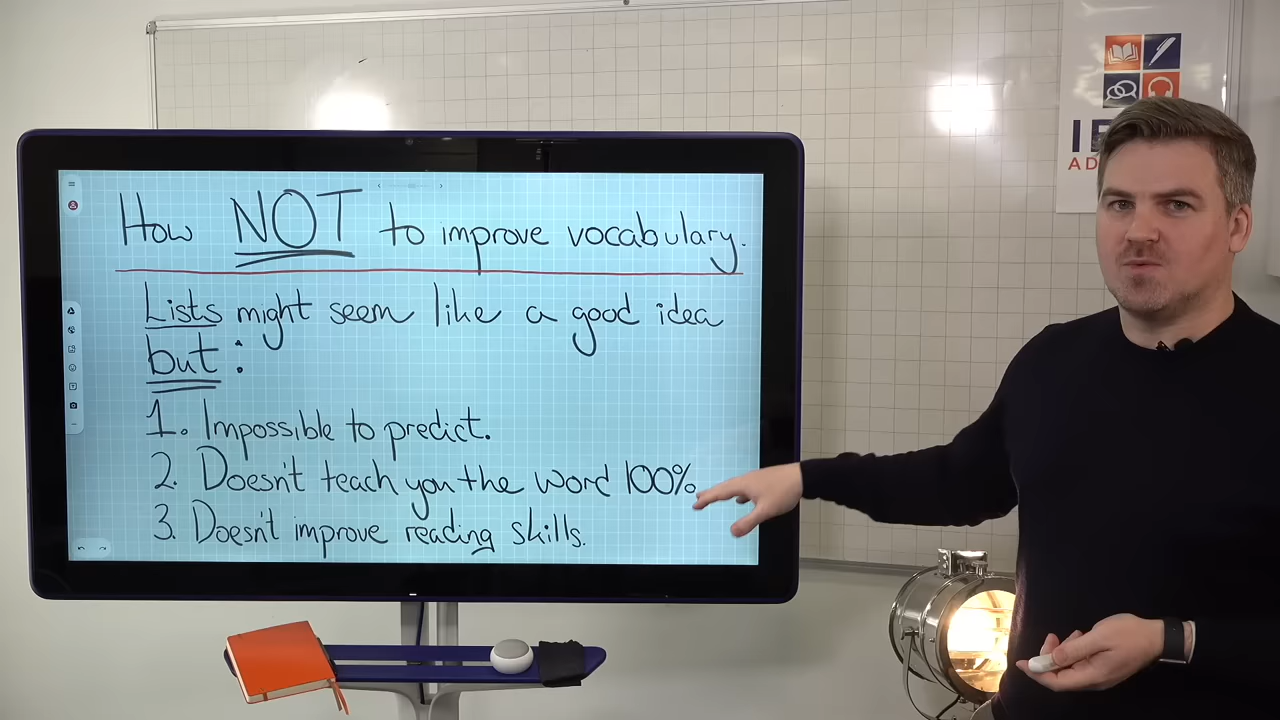 How NOT to improve vocabulary.
Lists might seem like a good idea
but:
1. Impossible to predict.
2. Doesn't teach you the word 100%
3. Doesn't improve reading skills.